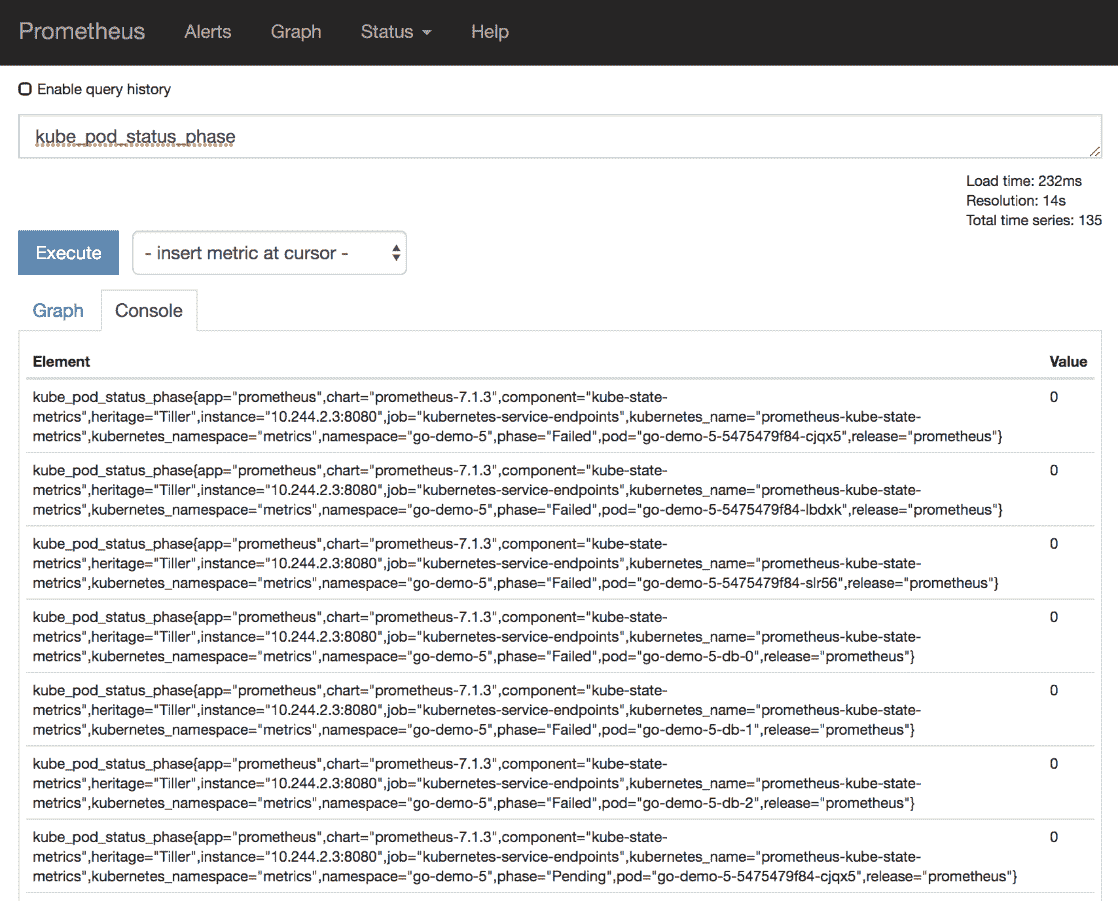 Prometheus Alerts Graph Status Help
Enable query history
kube_pod_status_phase
Load time: 232ms
Resolution: 14s
Total time series: 135
Execute - insert metric at cursor -
Graph Console
Element Value
kube_pod_status_phase{app="prometheus",chart="prometheus-7.1.3",component="kube-state- 0
metrics",heritage="Tiller",instance="10.244.2.3:8080",job="kubernetes-service-endpoints",kubernetes_name="prometheus-kube-state-
metrics",kubernetes_namespace="metrics",namespace="go-demo-5",phase="Failed",pod="go-demo-5-5475479f84-cjqx5",release="prometheus"}
kube_pod_status_phase{app="prometheus",chart="prometheus-7.1.3",component="kube-state- 0
metrics",heritage="Tiller",instance="10.244.2.3:8080",job="kubernetes-service-endpoints",kubernetes_name="prometheus-kube-state-
metrics",kubernetes_namespace="metrics",namespace="go-demo-5",phase="Failed",pod="go-demo-5-5475479f84-lbdxk",release="prometheus"}
kube_pod_status_phase{app="prometheus",chart="prometheus-7.1.3",component="kube-state- 0
metrics",heritage="Tiller",instance="10.244.2.3:8080",job="kubernetes-service-endpoints",kubernetes_name="prometheus-kube-state-
metrics",kubernetes_namespace="metrics",namespace="go-demo-5",phase="Failed",pod="go-demo-5-5475479f84-slr56",release="prometheus"}
kube_pod_status_phase{app="prometheus",chart="prometheus-7.1.3",component="kube-state- 0
metrics",heritage="Tiller",instance="10.244.2.3:8080",job="kubernetes-service-endpoints",kubernetes_name="prometheus-kube-state-
metrics",kubernetes_namespace="metrics",namespace="go-demo-5",phase="Failed",pod="go-demo-5-db-0",release="prometheus"}
kube_pod_status_phase{app="prometheus",chart="prometheus-7.1.3",component="kube-state- 0
metrics",heritage="Tiller",instance="10.244.2.3:8080",job="kubernetes-service-endpoints",kubernetes_name="prometheus-kube-state-
metrics",kubernetes_namespace="metrics",namespace="go-demo-5",phase="Failed",pod="go-demo-5-db-1",release="prometheus"}
kube_pod_status_phase{app="prometheus",chart="prometheus-7.1.3",component="kube-state- 0
metrics",heritage="Tiller",instance="10.244.2.3:8080",job="kubernetes-service-endpoints",kubernetes_name="prometheus-kube-state-
metrics",kubernetes_namespace="metrics",namespace="go-demo-5",phase="Failed",pod="go-demo-5-db-2",release="prometheus"}
kube_pod_status_phase{app="prometheus",chart="prometheus-7.1.3",component="kube-state- 0
metrics",heritage="Tiller",instance="10.244.2.3:8080",job="kubernetes-service-endpoints",kubernetes_name="prometheus-kube-state-
metrics",kubernetes_namespace="metrics",namespace="go-demo-5",phase="Pending",pod="go-demo-5-5475479f84-cjqx5",release="prometheus"}